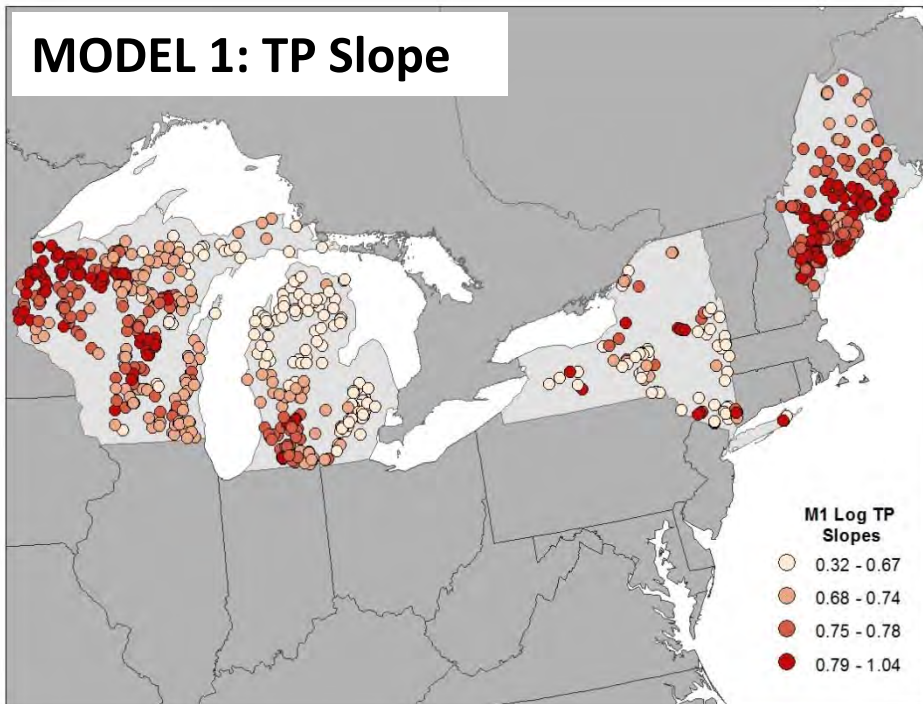 MODEL 1: TP Slope
M1 Log TP
Slopes
0.32 - 0.67
0.68 - 0.74
0.75 - 0.78
0.79 - 1.04